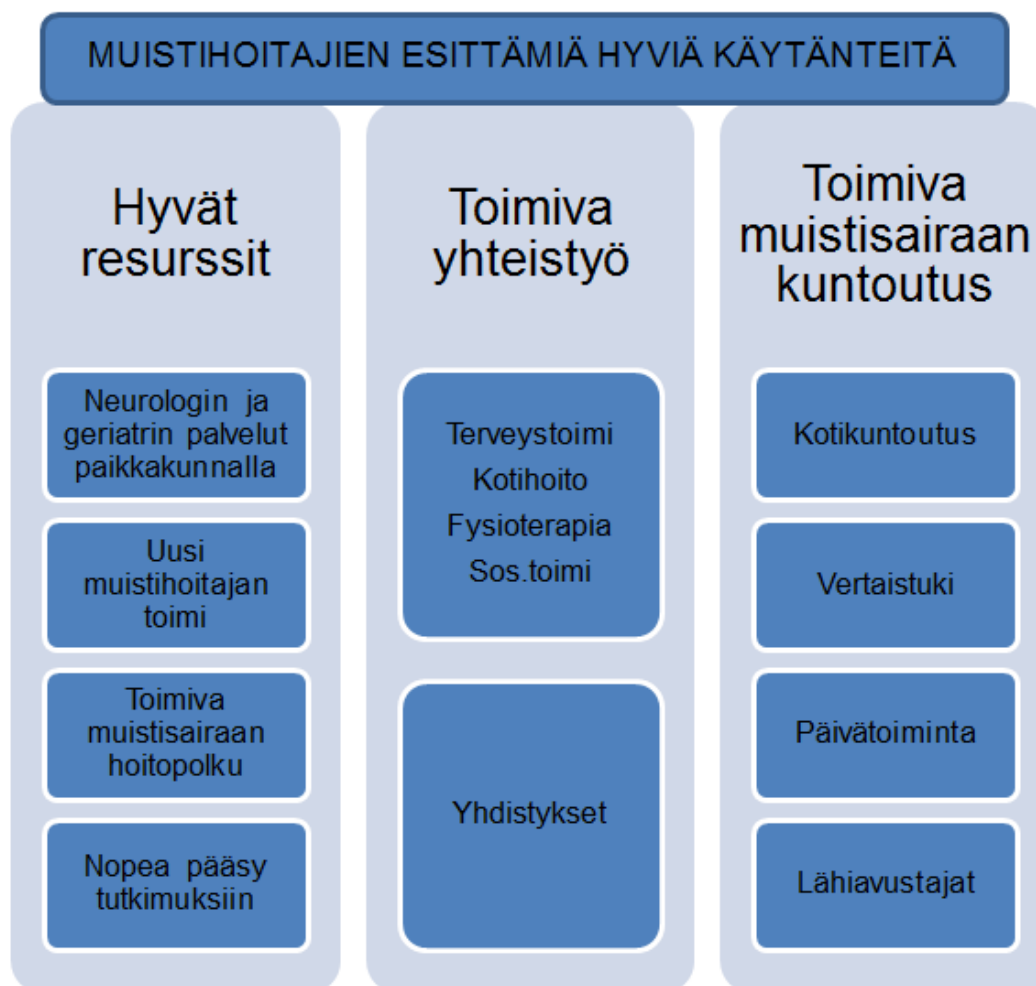 MUISTIHOITAJIEN ESITTÄMIÄ HYVIÄ KÄYTÄNTEITÄ
Hyvät
resurssit
Neurologin ja
geriatrin palvelut
paikkakunnalla
Uusi
muistihoitajan
toimi
Toimiva
muistisairaan
hoitopolku
Nopea pääsy
tutkimuksiin
Toimiva
yhteistyö
Terveystoimi
Kotihoito
Fysioterapia
Sos.toimi
Yhdistykset
Toimiva
muistisairaan
kuntoutus
Kotikuntoutus
Vertaistuki
Päivätoiminta
Lähiavustajat